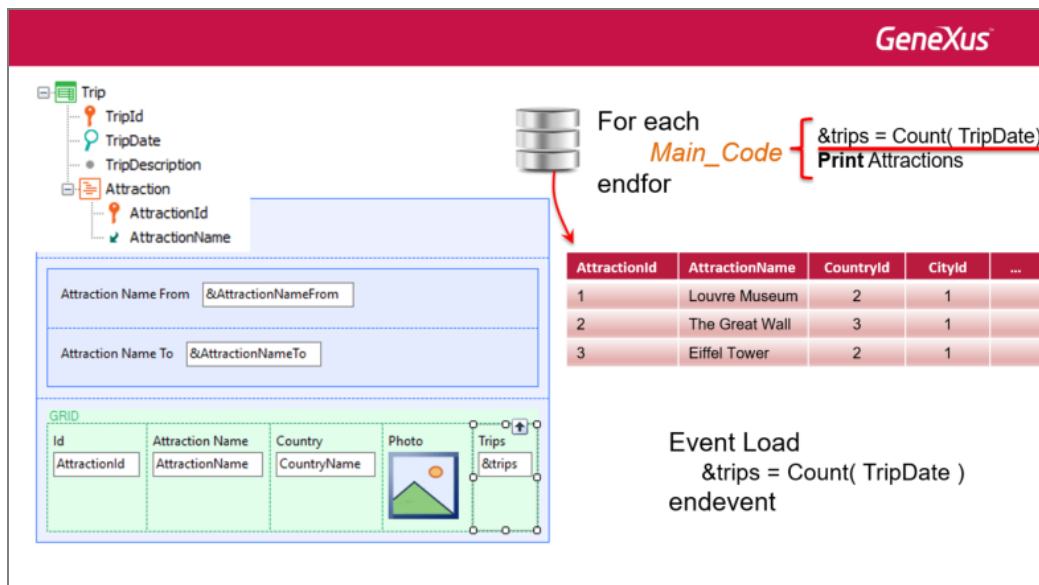 GeneXus
Trip
TripId
TripDate
TripDescription
Attraction
AttractionId
AttractionName
For each
Main_Code
endfor
&trips = Count( TripDate)
Print Attractions
AttractionId AttractionName CountryId CityId ...
1 Louvre Museum 2 1
2 The Great Wall 3 1
3 Eiffel Tower 2 1
Attraction Name From &AttractionNameFrom
Attraction Name To &AttractionNameTo
GRID
Id Attraction Name Country Photo Trips
AttractionId AttractionName CountryName &trips
Event Load
&trips = Count( TripDate )
endevent